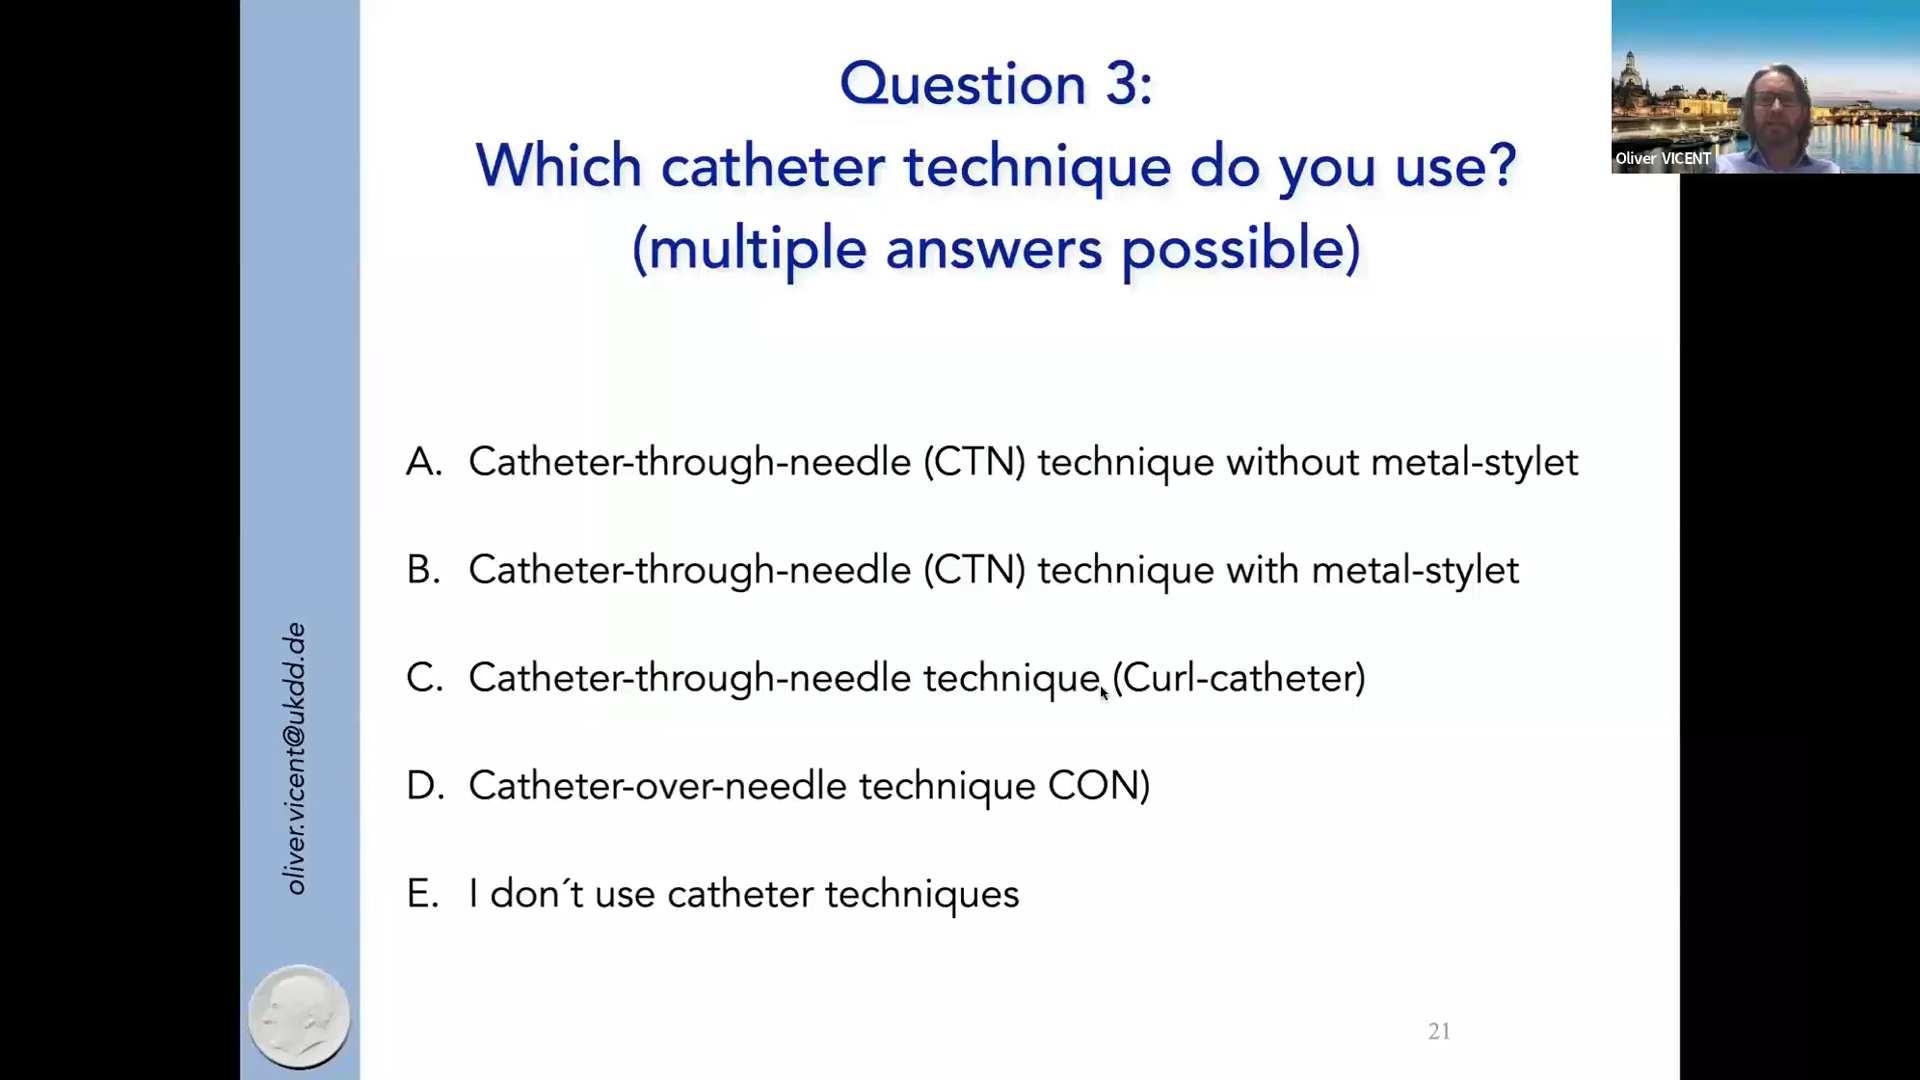 Question 3:
Which catheter technique do you use?
(multiple answers possible)
Oliver VICENT
A. Catheter-through-needle (CTN) technique without metal-stylet
B. Catheter-through-needle (CTN) technique with metal-stylet
C. Catheter-through-needle technique (Curl-catheter)
D. Catheter-over-needle technique CON)
E. I don´t use catheter techniques
oliver.vicent@ukdd.de
21